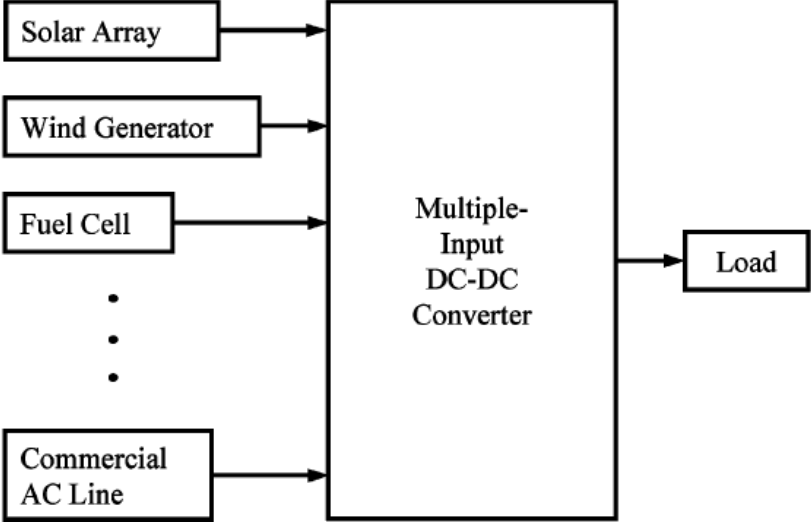 Solar Array
Wind Generator
Fuel Cell
Commercial
AC Line
Multiple-
Input
DC-DC
Converter
Load